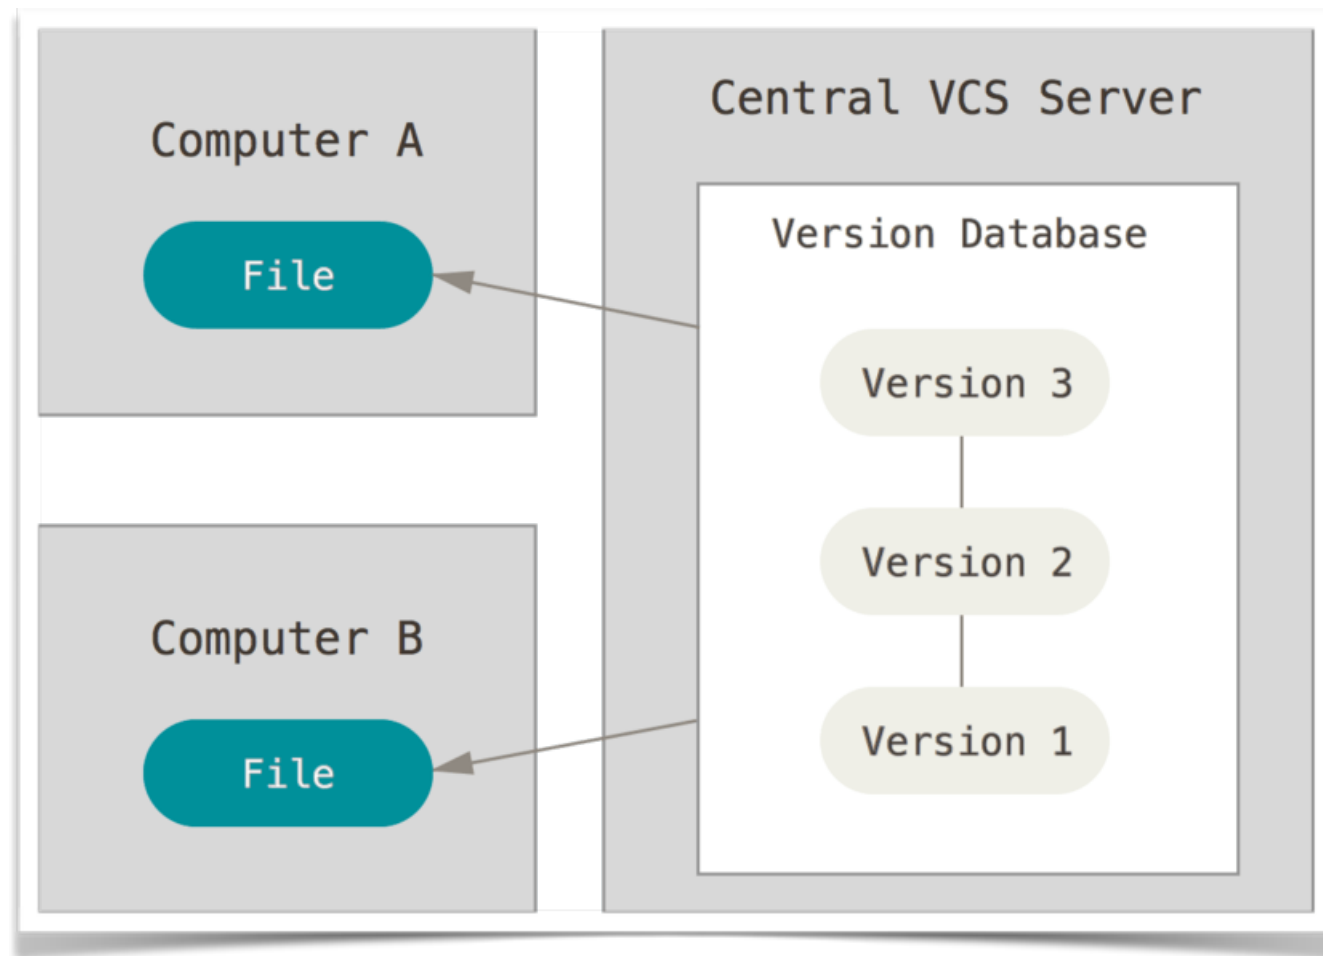 Computer A
File
Computer B
File
Central VCS Server
Version Database
Version 3
Version 2
Version 1